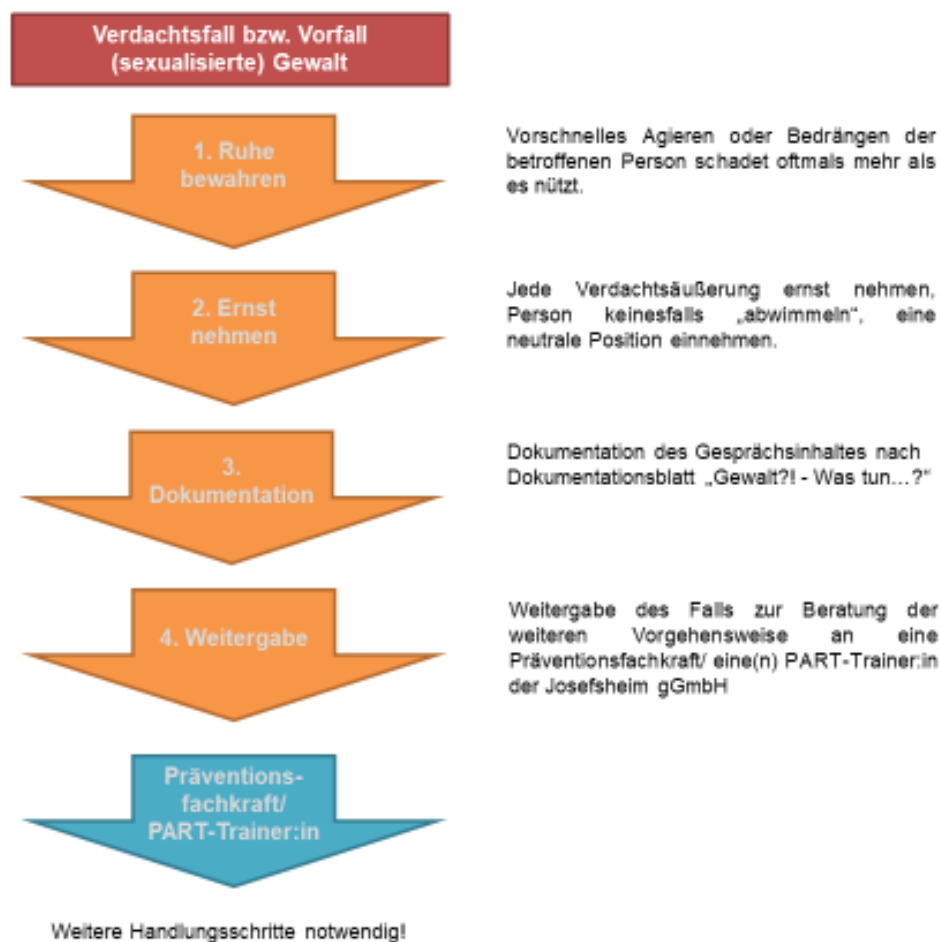 Verdachtsfall bzw. Vorfall
(sexualisierte) Gewalt
1. Ruhe
bewahren
Vorschnelles Agieren oder Bedrängen der
betroffenen Person schadet oftmals mehr als
es nützt.
2. Ernst
nehmen
Jede Verdachtsäußerung ernst nehmen,
Person keinesfalls „abwimmeln“, eine
neutrale Position einnehmen.
3.
Dokumentation
Dokumentation des Gesprächsinhaltes nach
Dokumentationsblatt „Gewalt?! - Was tun…?“
4. Weitergabe
Weitergabe des Falls zur Beratung der
weiteren Vorgehensweise an eine
Präventionsfachkraft/ eine(n) PART-Trainer:in
der Josefsheim gGmbH
Präventions-
fachkraft/
PART-Trainer:in
Weitere Handlungsschritte notwendig!